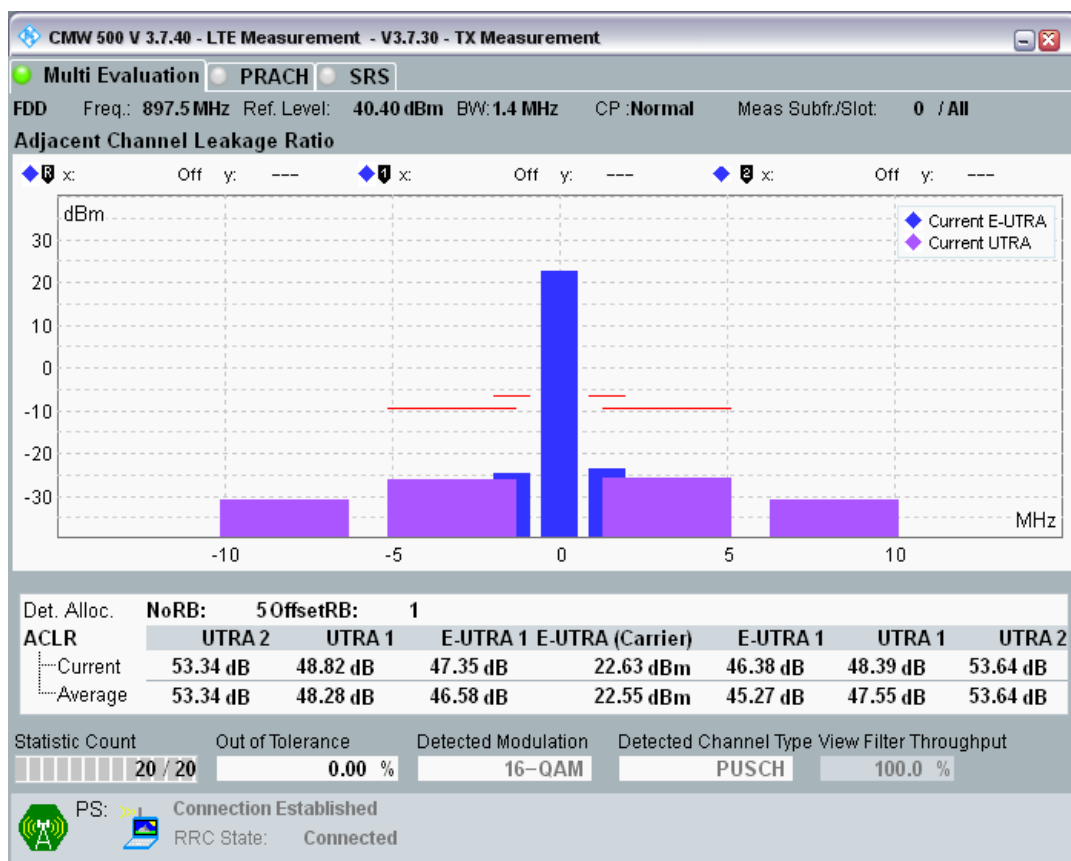 CMW 500 V 3.7.40 - LTE Measurement - V3.7.30 - TX Measurement
Multi Evaluation PRACH SRS
FDD Freq.: 897.5 MHz Ref. Level: 40.40 dBm BW: 1.4 MHz CP :Normal Meas Subfr./Slot: 0 / All
Adjacent Channel Leakage Ratio
R x: Off y: --- 1 x: Off y: --- 2 x: Off y: ---
dBm
Current E-UTRA
Current UTRA
30
20
10
0
-10
-20
-30
MHz
-10 -5 0 5 10
Det. Alloc. NoRB: 5 OffsetRB: 1
ACLR UTRA 2 UTRA 1 E-UTRA 1 E-UTRA (Carrier) E-UTRA 1 UTRA 1 UTRA 2
Current 53.34 dB 48.82 dB 47.35 dB 22.63 dBm 46.38 dB 48.39 dB 53.64 dB
Average 53.34 dB 48.28 dB 46.58 dB 22.55 dBm 45.27 dB 47.55 dB 53.64 dB
Statistic Count Out of Tolerance Detected Modulation Detected Channel Type View Filter Throughput
20 / 20 0.00 % 16-QAM PUSCH 100.0 %
PS: Connection Established
RRC State: Connected